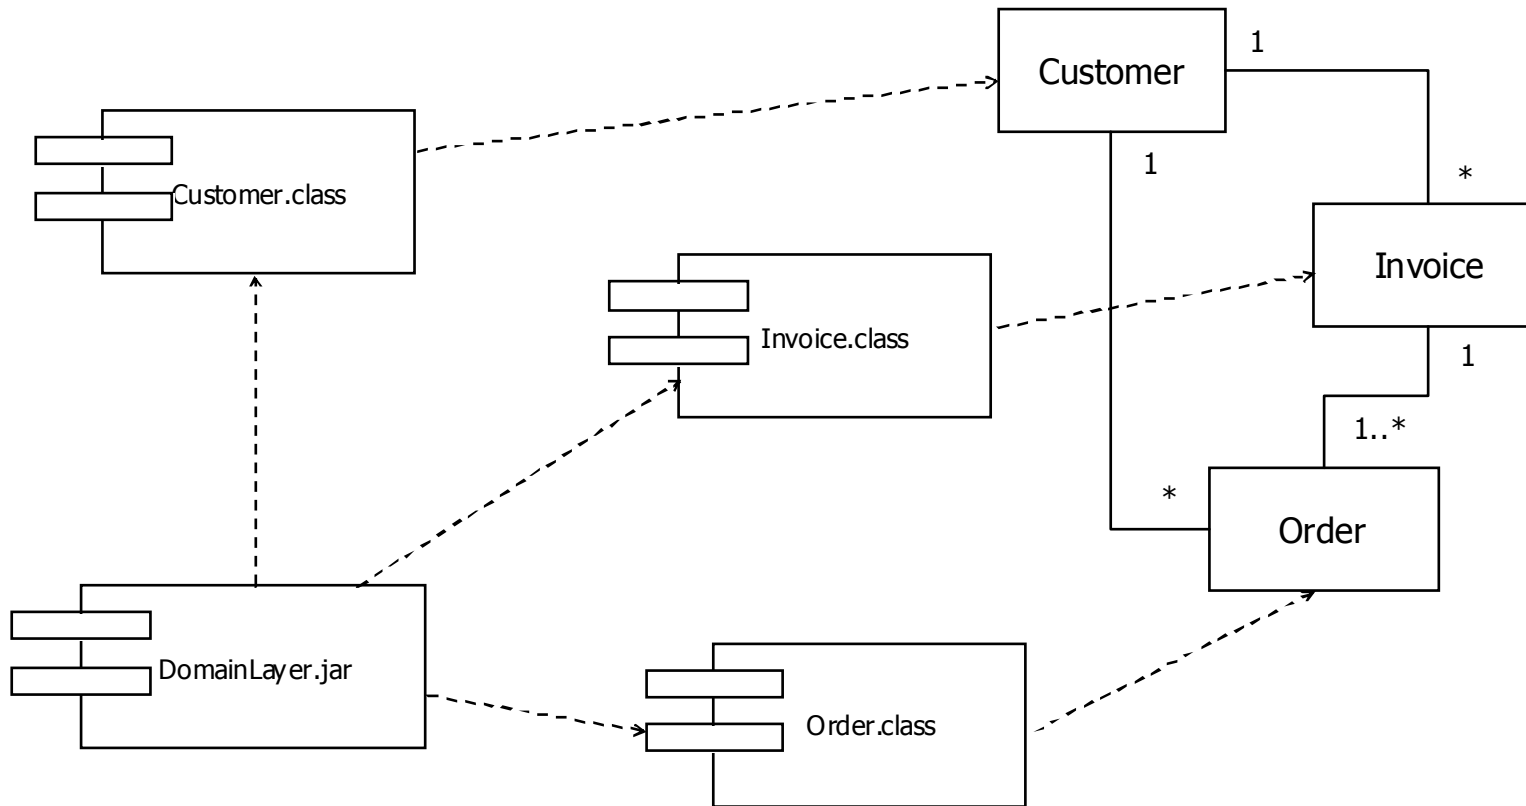 Customer
1
1
*
Customer.class
Invoice
Invoice.class
1
1..*
*
Order
DomainLayer.jar
Order.class